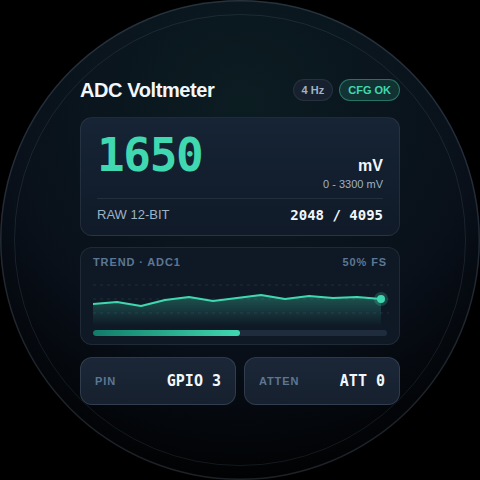 ADC Voltmeter 4 Hz CFG OK
1650 mV
0 - 3300 mV
RAW 12-BIT 2048 / 4095
TREND · ADC1 50% FS
PIN GPIO 3 ATTEN ATT 0